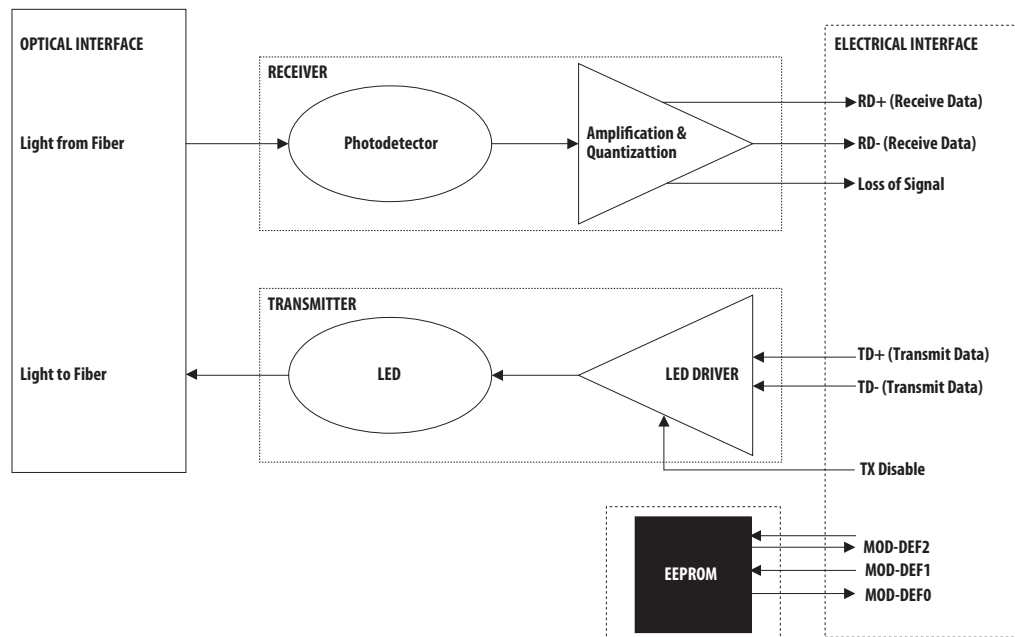 OPTICAL INTERFACE
ELECTRICAL INTERFACE
RECEIVER
Light from Fiber
Photodetector
Amplification &
Quantizattion
RD+ (Receive Data)
RD- (Receive Data)
Loss of Signal
TRANSMITTER
Light to Fiber
LED
LED DRIVER
TD+ (Transmit Data)
TD- (Transmit Data)
TX Disable
EEPROM
MOD-DEF2
MOD-DEF1
MOD-DEF0